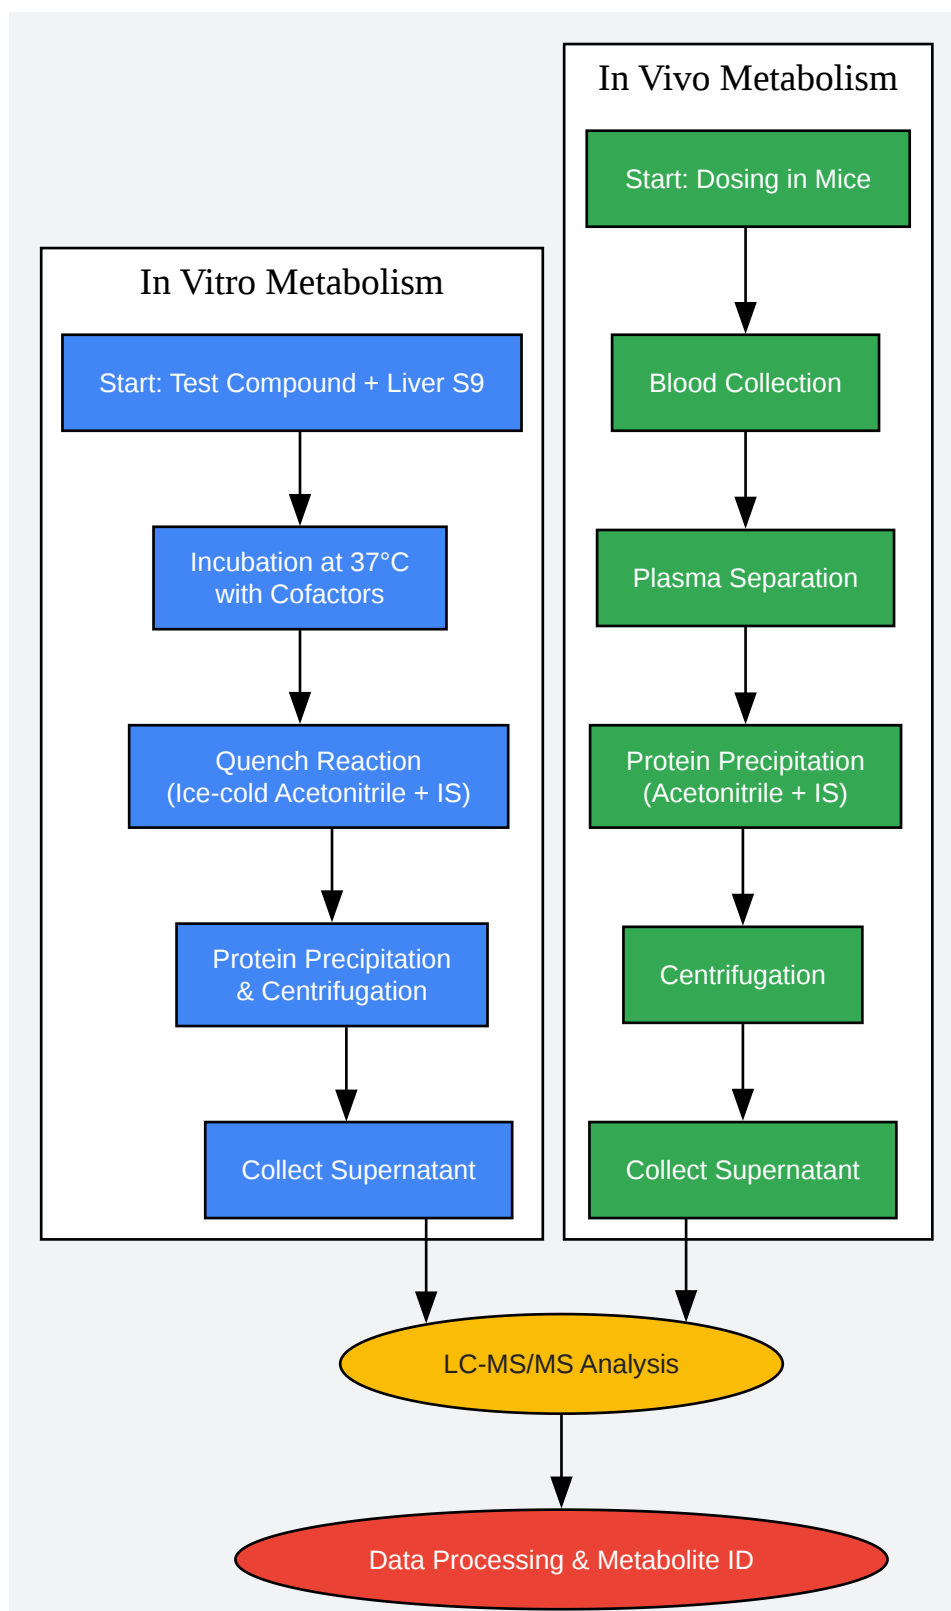 In Vitro Metabolism
Start: Test Compound + Liver S9
Incubation at 37°C
with Cofactors
Quench Reaction
(Ice-cold Acetonitrile + IS)
Protein Precipitation
& Centrifugation
Collect Supernatant
In Vivo Metabolism
Start: Dosing in Mice
Blood Collection
Plasma Separation
Protein Precipitation
(Acetonitrile + IS)
Centrifugation
Collect Supernatant
LC-MS/MS Analysis
Data Processing & Metabolite ID